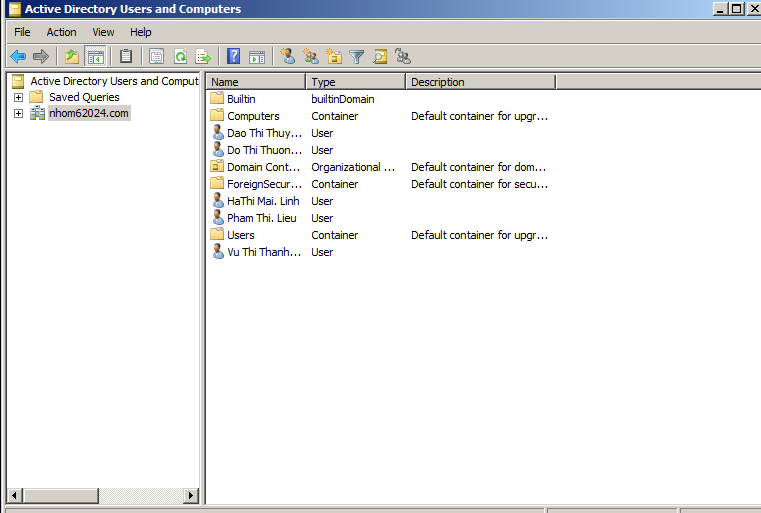 Active Directory Users and Computers
File Action View Help
Active Directory Users and Comput
Saved Queries
nhom62024.com
Name Type Description
Builtin builtinDomain
Computers Container Default container for upgr...
Dao Thi Thuy... User
Do Thi Thuon... User
Domain Cont... Organizational ... Default container for dom...
ForeignSecur... Container Default container for secu...
HaThi Mai. Linh User
Pham Thi. Lieu User
Users Container Default container for upgr...
Vu Thi Thanh... User